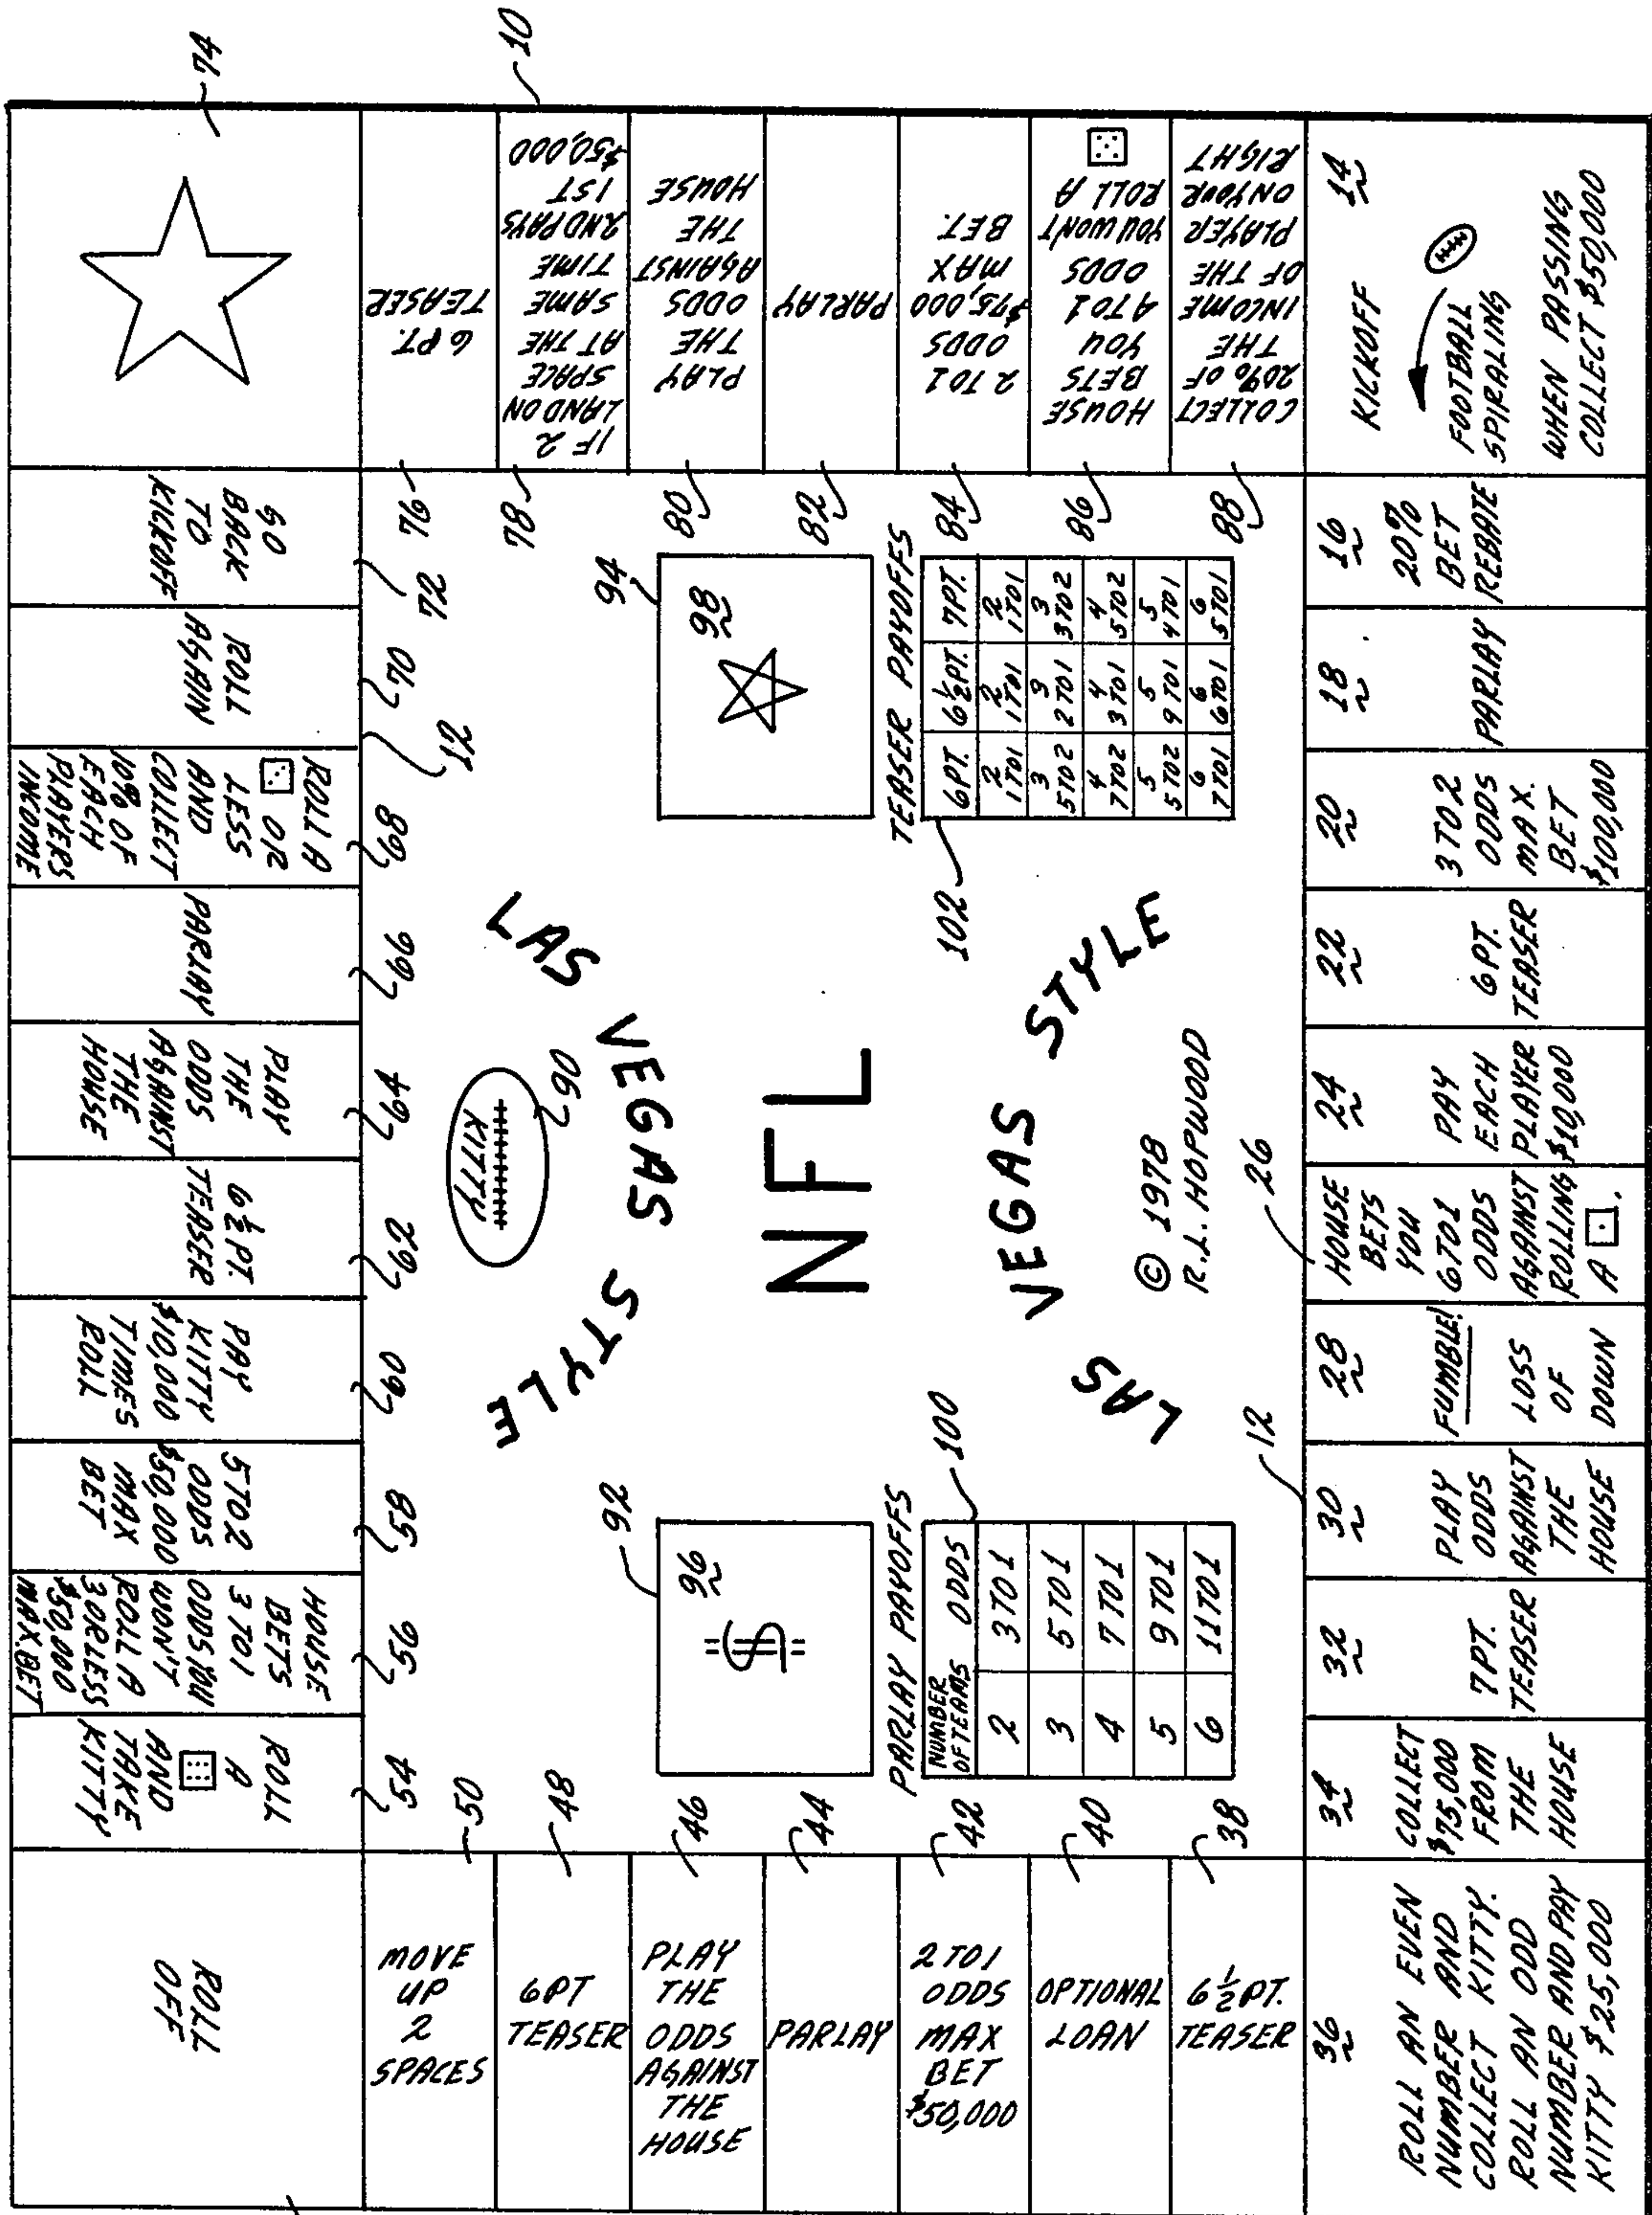 74
10
KICKOFF
FOOTBALL
SPIRALING
WHEN PASSING
COLLECT $50,000
14
16
20%
BET
REBATE
18
PARLAY
20
3 TO 2
ODDS
MAX.
BET
$100,000
22
6 PT.
TEASER
24
PAY
EACH
PLAYER
$10,000
26
HOUSE
BETS
YOU
6 TO 1
ODDS
AGAINST
ROLLING
A
.
28
FUMBLE!
LOSS
OF
DOWN
30
PLAY
ODDS
AGAINST
THE
HOUSE
32
7 PT.
TEASER
34
COLLECT
$75,000
FROM
THE
HOUSE
36
ROLL AN EVEN
NUMBER AND
COLLECT KITTY.
ROLL AN ODD
NUMBER AND PAY
KITTY $25,000
38
6 1/2 PT.
TEASER
40
OPTIONAL
LOAN
42
2 TO 1
ODDS
MAX
BET
$50,000
44
PARLAY
46
PLAY
THE
ODDS
AGAINST
THE
HOUSE
48
6 PT
TEASER
50
MOVE
UP
2
SPACES
ROLL
OFF
54
ROLL
A
AND
TAKE
KITTY
56
HOUSE
BETS
3 TO 1
ODDS YOU
WON'T
ROLL A
3 OR LESS
$50,000
MAX. BET
58
5 TO 2
ODDS
$50,000
MAX
BET
60
PAY
KITTY
$10,000
TIMES
ROLL
62
6 1/2 PT.
TEASER
64
PLAY
THE
ODDS
AGAINST
THE
HOUSE
66
PARLAY
68
ROLL A
OR
LESS
AND
COLLECT
10% OF
EACH
PLAYERS
INCOME
70
ROLL
AGAIN
72
GO
BACK
TO
KICKOFF
12
76
6 PT.
TEASER
78
IF 2
LAND ON
SPACE
AT THE
SAME
TIME
2ND PAYS
1ST
$50,000
80
PLAY
THE
ODDS
AGAINST
THE
HOUSE
82
PARLAY
84
2 TO 1
ODDS
$75,000
MAX
BET.
86
HOUSE
BETS
YOU
A TO 1
ODDS
YOU WON'T
ROLL A
88
COLLECT
20% OF
THE
INCOME
OF THE
PLAYER
ON YOUR
RIGHT
LAS VEGAS STYLE
KITTY
90
NFL
LAS VEGAS STYLE
© 1978
R.L. HOPWOOD
12
92
96
$
94
98
PARLAY PAYOFFS
100
NUMBER OF TEAMS ODDS
2 3 TO 1
3 5 TO 1
4 7 TO 1
5 9 TO 1
6 11 TO 1
TEASER PAYOFFS
102
6 PT. 6 1/2 PT. 7 PT.
2 2 2
1 TO 1 1 TO 1 1 TO 1
3 3 3
5 TO 2 2 TO 1 3 TO 2
4 4 4
7 TO 2 3 TO 1 5 TO 2
5 5 5
5 TO 2 9 TO 1 4 TO 1
6 6 6
7 TO 1 6 TO 1 5 TO 1